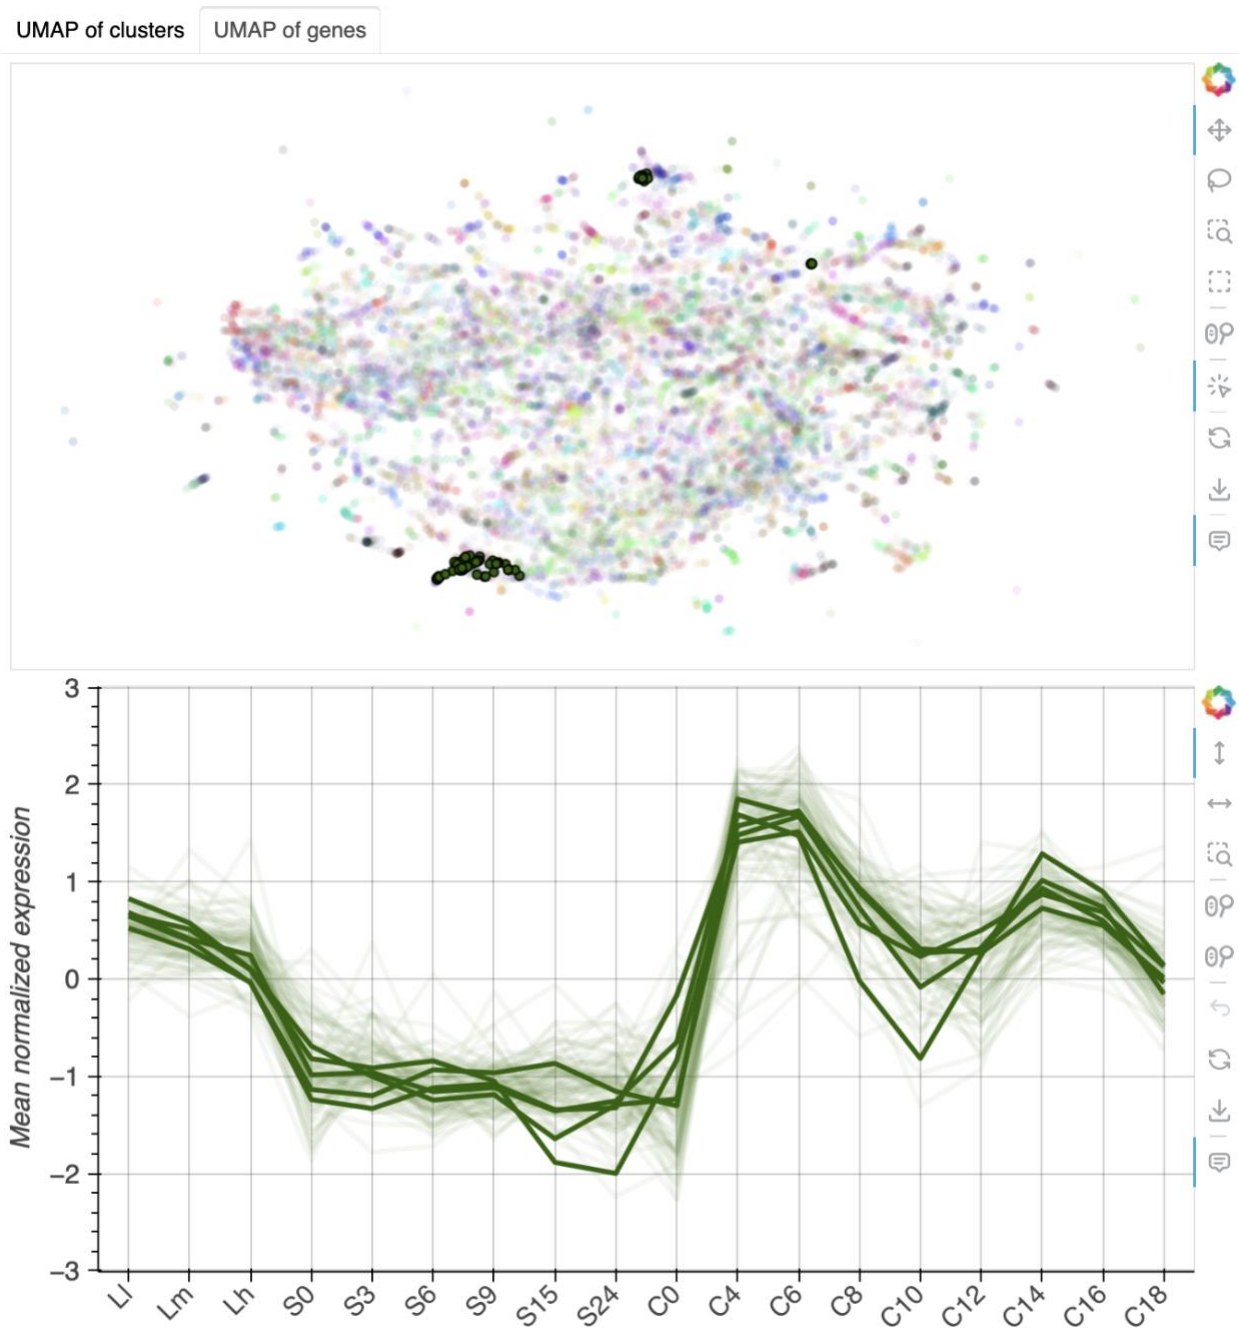 UMAP of clusters UMAP of genes
3
2
1
0
−1
−2
−3
Mean normalized expression
Ll Lm Lh S0 S3 S6 S9 S15 S24 C0 C4 C6 C8 C10 C12 C14 C16 C18